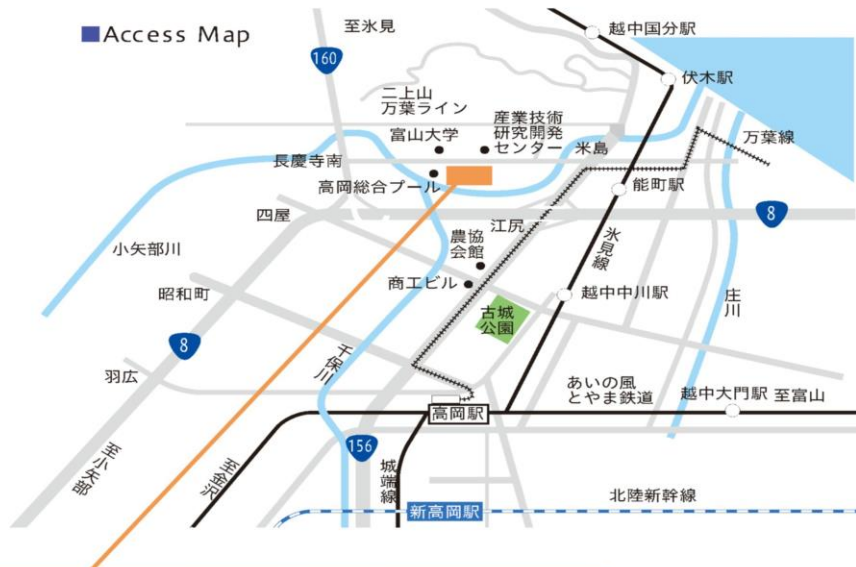 ■Access Map
至氷見
越中国分駅
160
伏木駅
二上山
万葉ライン
富山大学
産業技術
研究開発
センター
米島
万葉線
長慶寺南
高岡総合プール
能町駅
四屋
江尻
8
小矢部川
農協
会館
氷見線
昭和町
商工ビル
越中中川駅
庄川
古城
公園
8
千保川
羽広
あいの風
とやま鉄道
越中大門駅
至富山
高岡駅
156
至小矢部
至金沢
城端線
北陸新幹線
新高岡駅